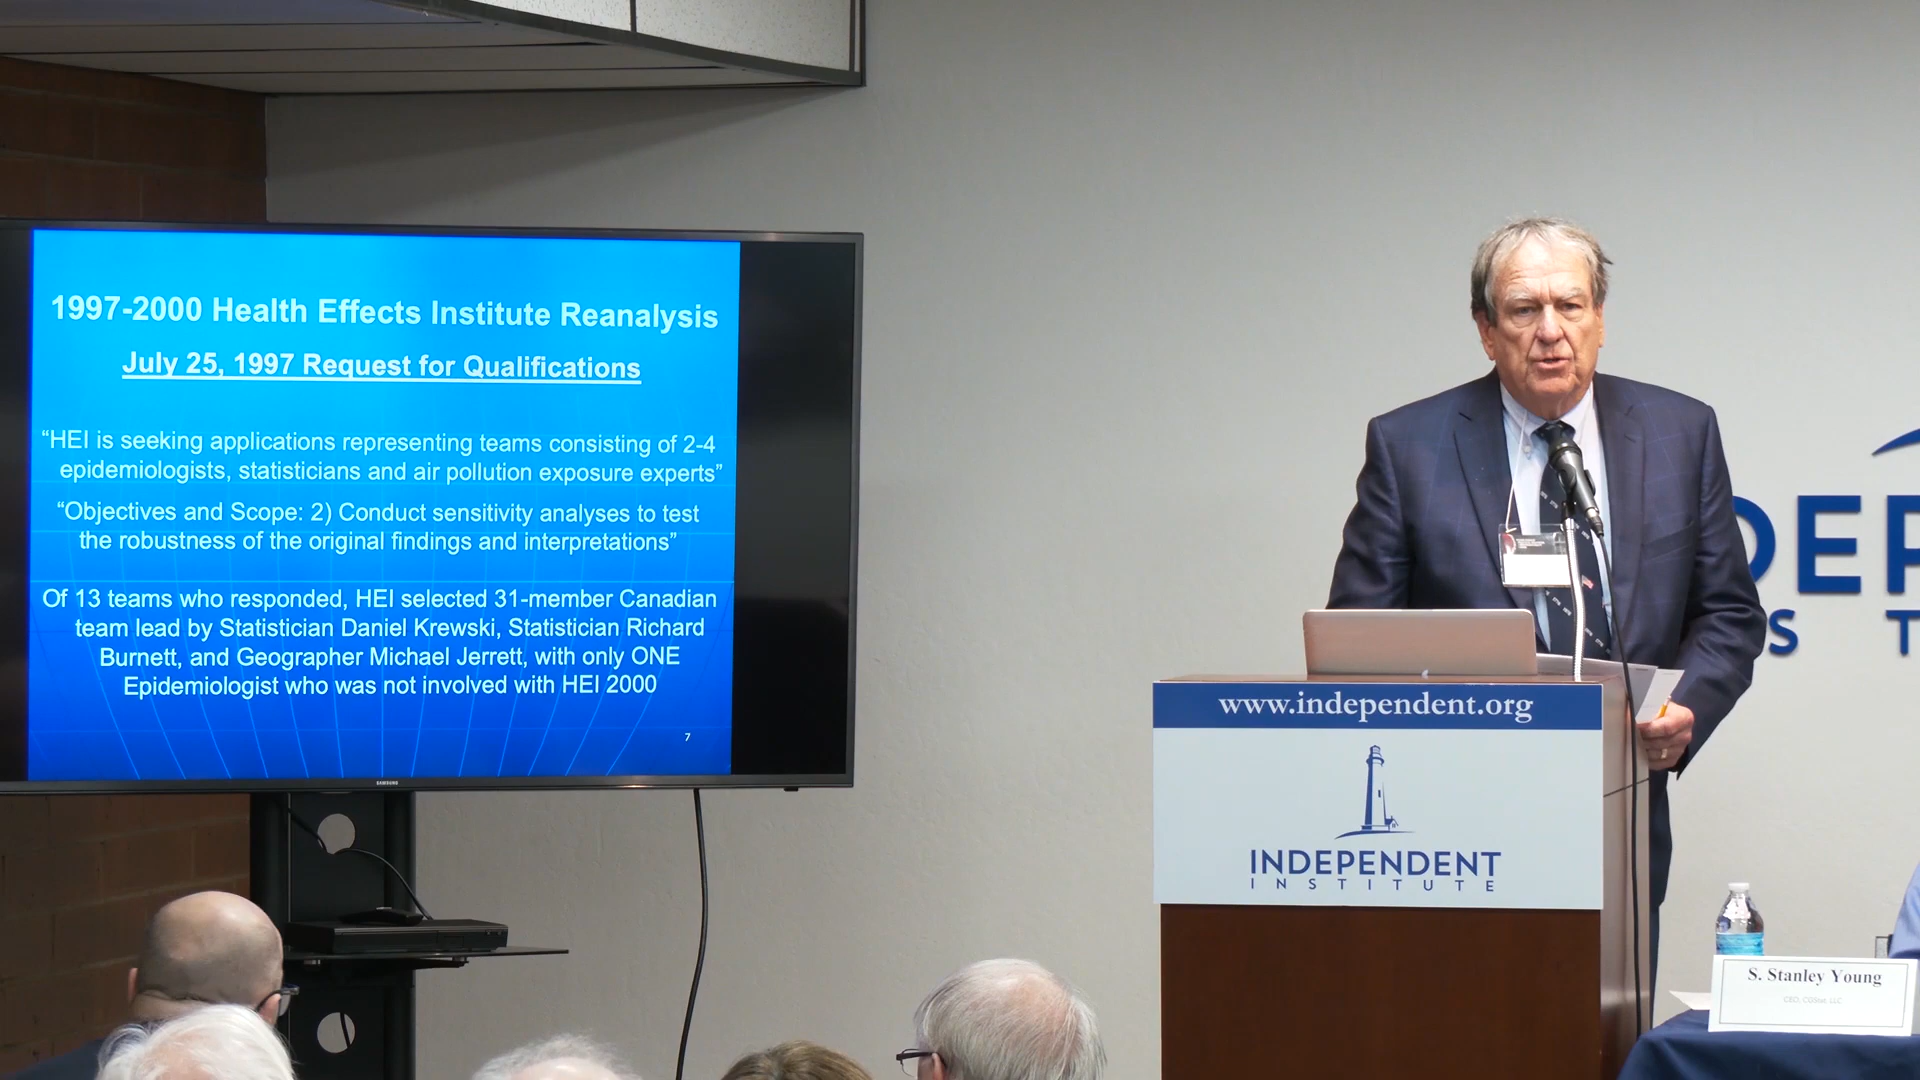 1997-2000 Health Effects Institute Reanalysis
July 25, 1997 Request for Qualifications
“HEI is seeking applications representing teams consisting of 2-4
epidemiologists, statisticians and air pollution exposure experts”
“Objectives and Scope: 2) Conduct sensitivity analyses to test
the robustness of the original findings and interpretations”
Of 13 teams who responded, HEI selected 31-member Canadian
team lead by Statistician Daniel Krewski, Statistician Richard
Burnett, and Geographer Michael Jerrett, with only ONE
Epidemiologist who was not involved with HEI 2000
7
SAMSUNG
www.independent.org
INDEPENDENT
INSTITUTE
DEP
S T
S. Stanley Young
CEO, CGStat, LLC